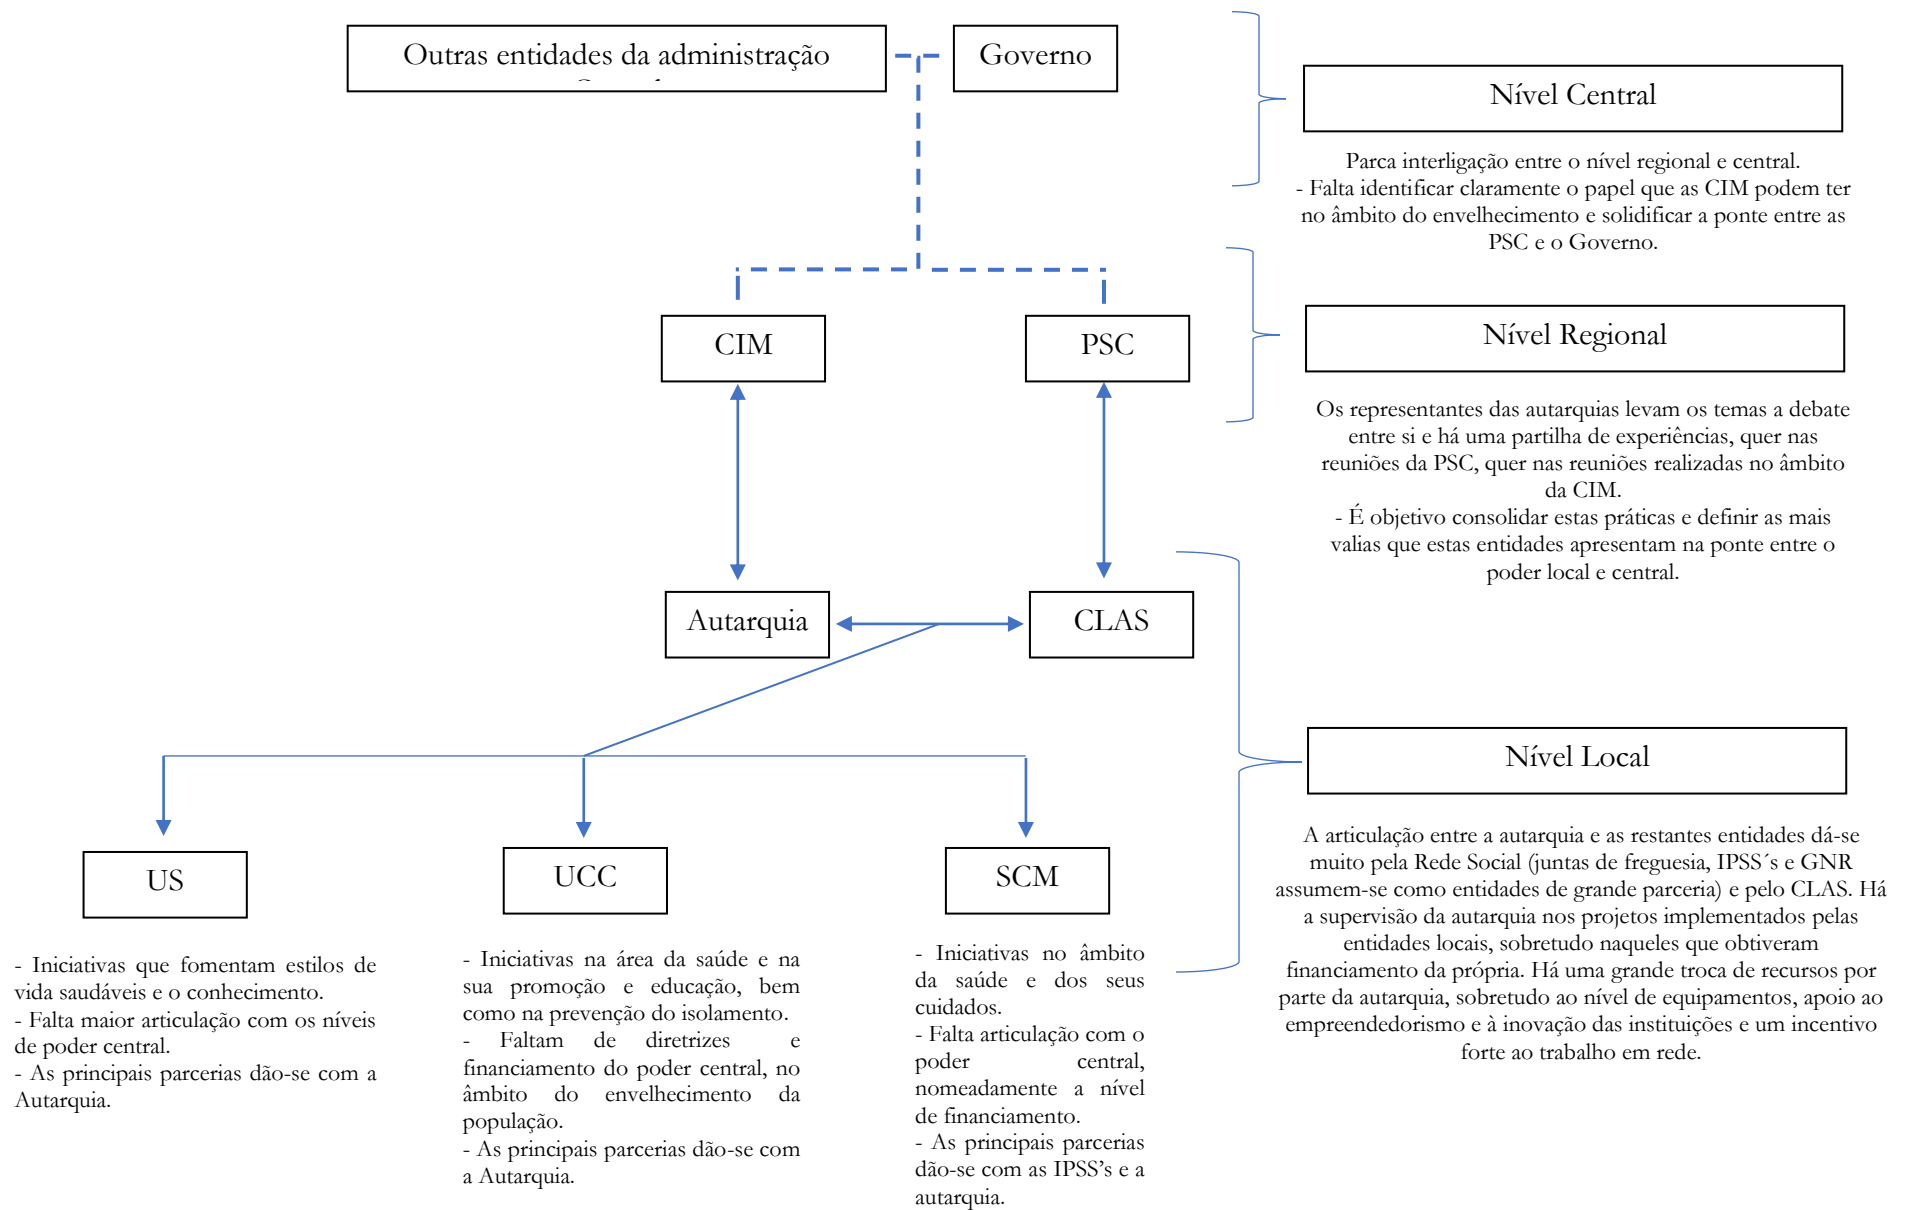 Outras entidades da administração
Governo
Nível Central
Parca interligação entre o nível regional e central.
- Falta identificar claramente o papel que as CIM podem ter
no âmbito do envelhecimento e solidificar a ponte entre as
PSC e o Governo.
CIM
PSC
Nível Regional
Os representantes das autarquias levam os temas a debate
entre si e há uma partilha de experiências, quer nas
reuniões da PSC, quer nas reuniões realizadas no âmbito
da CIM.
- É objetivo consolidar estas práticas e definir as mais
valias que estas entidades apresentam na ponte entre o
poder local e central.
Autarquia
CLAS
Nível Local
A articulação entre a autarquia e as restantes entidades dá-se
muito pela Rede Social (juntas de freguesia, IPSS´s e GNR
assumem-se como entidades de grande parceria) e pelo CLAS. Há
a supervisão da autarquia nos projetos implementados pelas
entidades locais, sobretudo naqueles que obtiveram
financiamento da própria. Há uma grande troca de recursos por
parte da autarquia, sobretudo ao nível de equipamentos, apoio ao
empreendedorismo e à inovação das instituições e um incentivo
forte ao trabalho em rede.
US
- Iniciativas que fomentam estilos de
vida saudáveis e o conhecimento.
- Falta maior articulação com os níveis
de poder central.
- As principais parcerias dão-se com a
Autarquia.
UCC
- Iniciativas na área da saúde e na
sua promoção e educação, bem
como na prevenção do isolamento.
- Faltam de diretrizes e
financiamento do poder central, no
âmbito do envelhecimento da
população.
- As principais parcerias dão-se com
a Autarquia.
SCM
- Iniciativas no âmbito
da saúde e dos seus
cuidados.
- Falta articulação com o
poder central,
nomeadamente a nível
de financiamento.
- As principais parcerias
dão-se com as IPSS’s e a
autarquia.